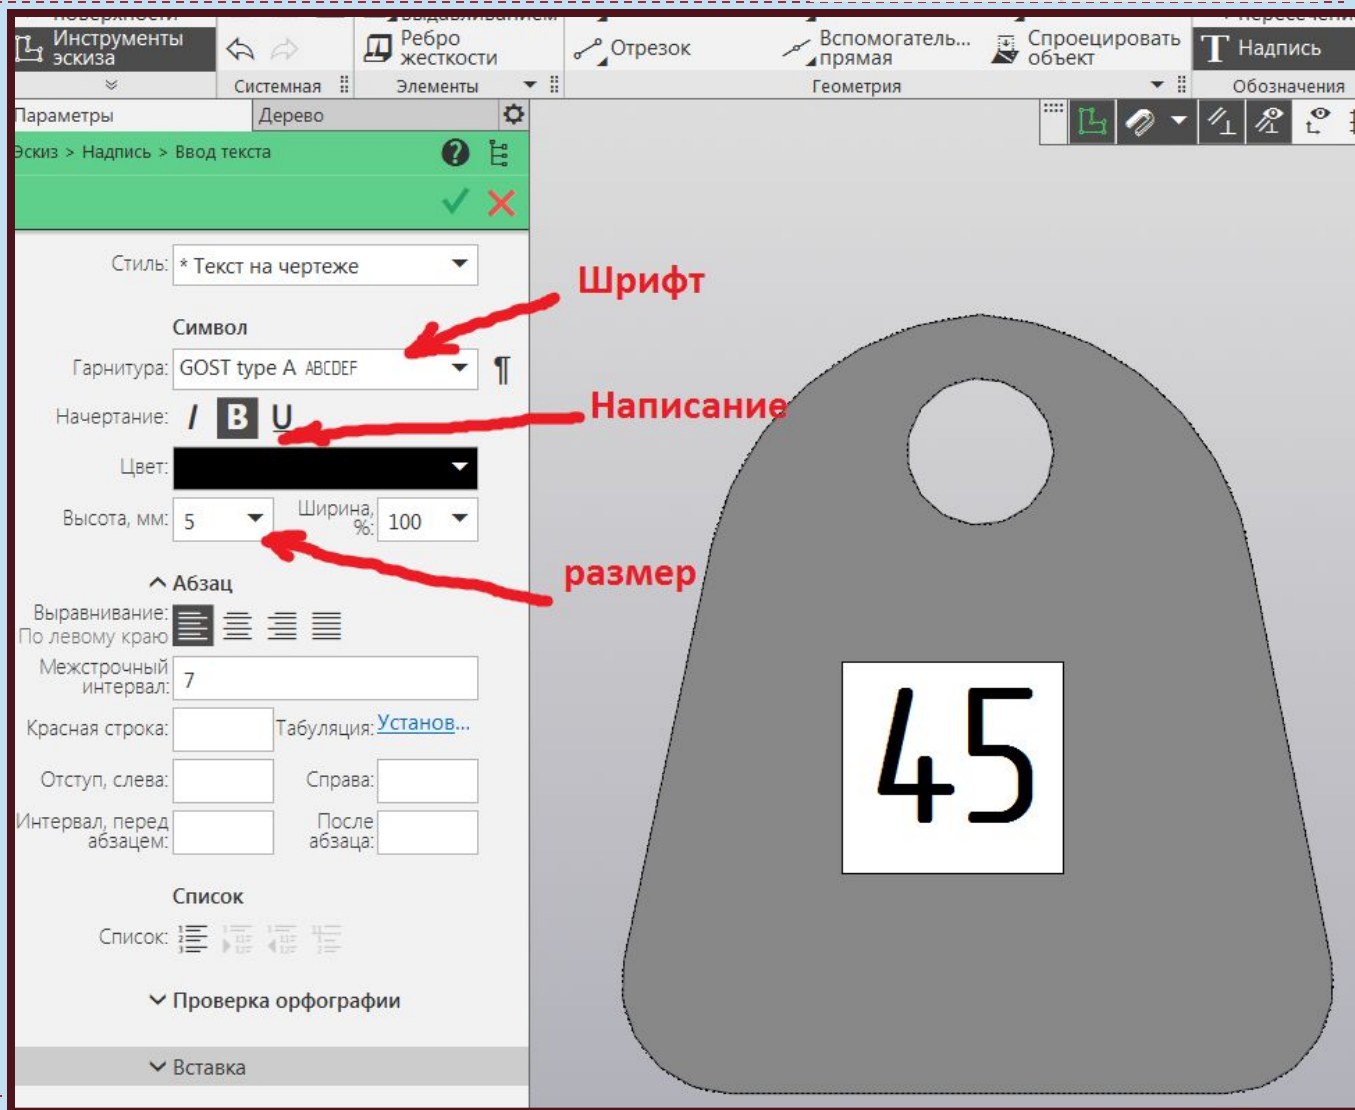 Инструменты эскиза
Системная
Ребро жесткости
Элементы
Отрезок
Вспомогатель... прямая
Спроецировать объект
Геометрия
Надпись
Обозначения
Параметры
Дерево
Эскиз > Надпись > Ввод текста
Стиль: * Текст на чертеже
Шрифт
Символ
Гарнитура: GOST type A ABCDEF
Начертание: I B U
Написание
Цвет:
Высота, мм: 5
Ширина, %: 100
размер
Абзац
Выравнивание:
По левому краю
Межстрочный интервал: 7
Красная строка:
Табуляция: Установ...
Отступ, слева:
Справа:
Интервал, перед абзацем:
После абзаца:
Список
Список:
Проверка орфографии
Вставка
45